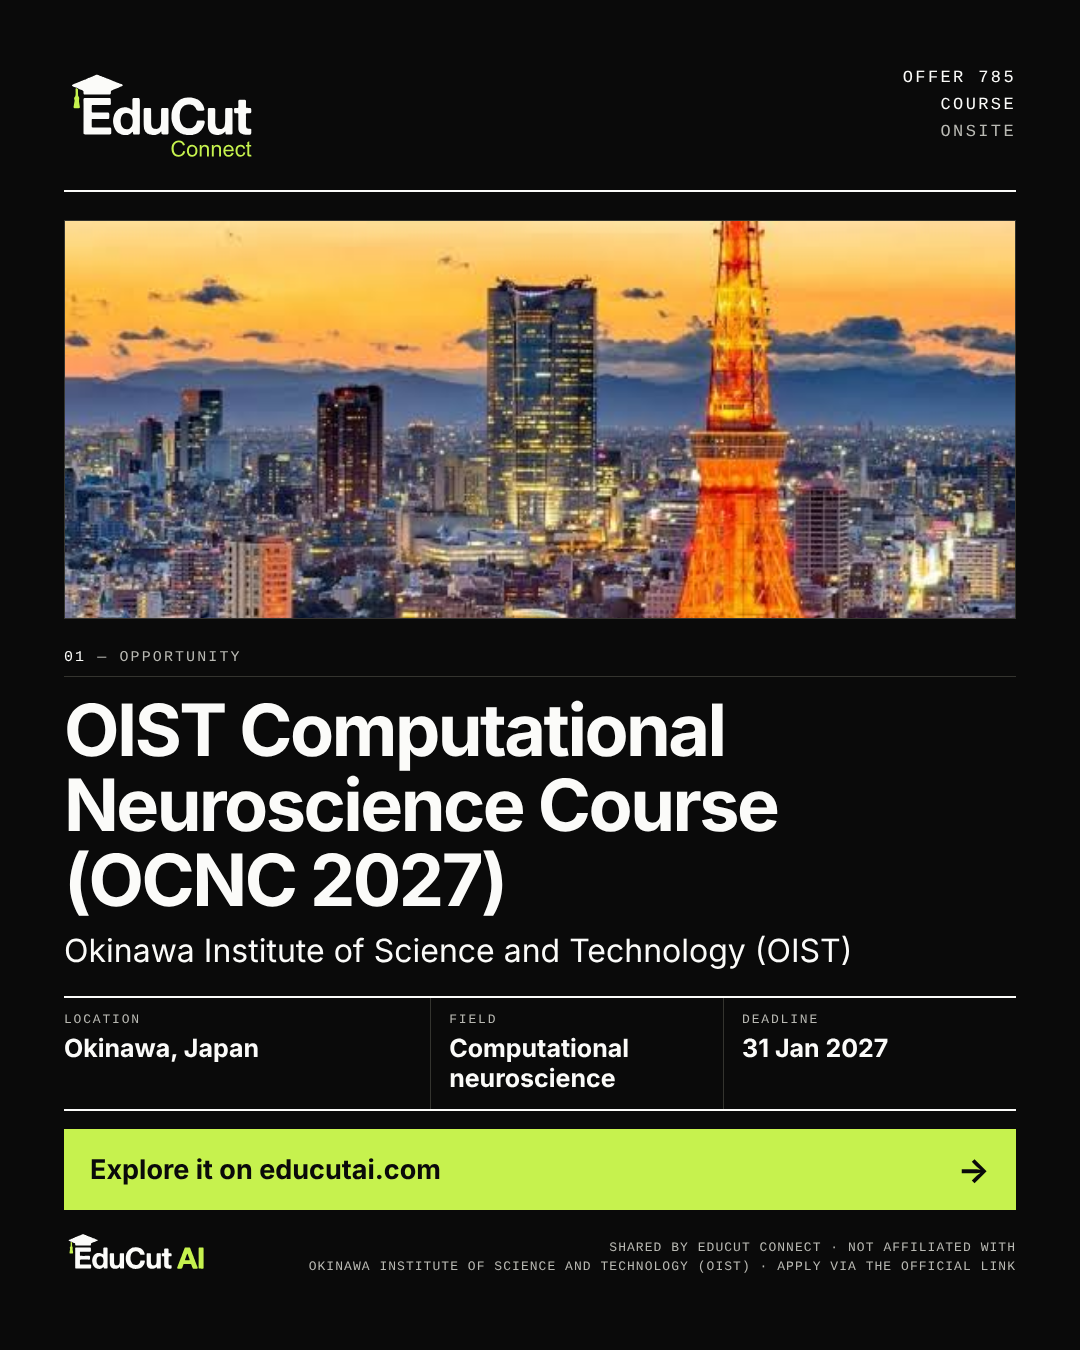 EduCut
Connect
OFFER 785
COURSE
ONSITE
01 — OPPORTUNITY
OIST Computational
Neuroscience Course
(OCNC 2027)
Okinawa Institute of Science and Technology (OIST)
LOCATION
Okinawa, Japan
FIELD
Computational
neuroscience
DEADLINE
31 Jan 2027
Explore it on educutai.com →
EduCut AI
SHARED BY EDUCUT CONNECT · NOT AFFILIATED WITH
OKINAWA INSTITUTE OF SCIENCE AND TECHNOLOGY (OIST) · APPLY VIA THE OFFICIAL LINK